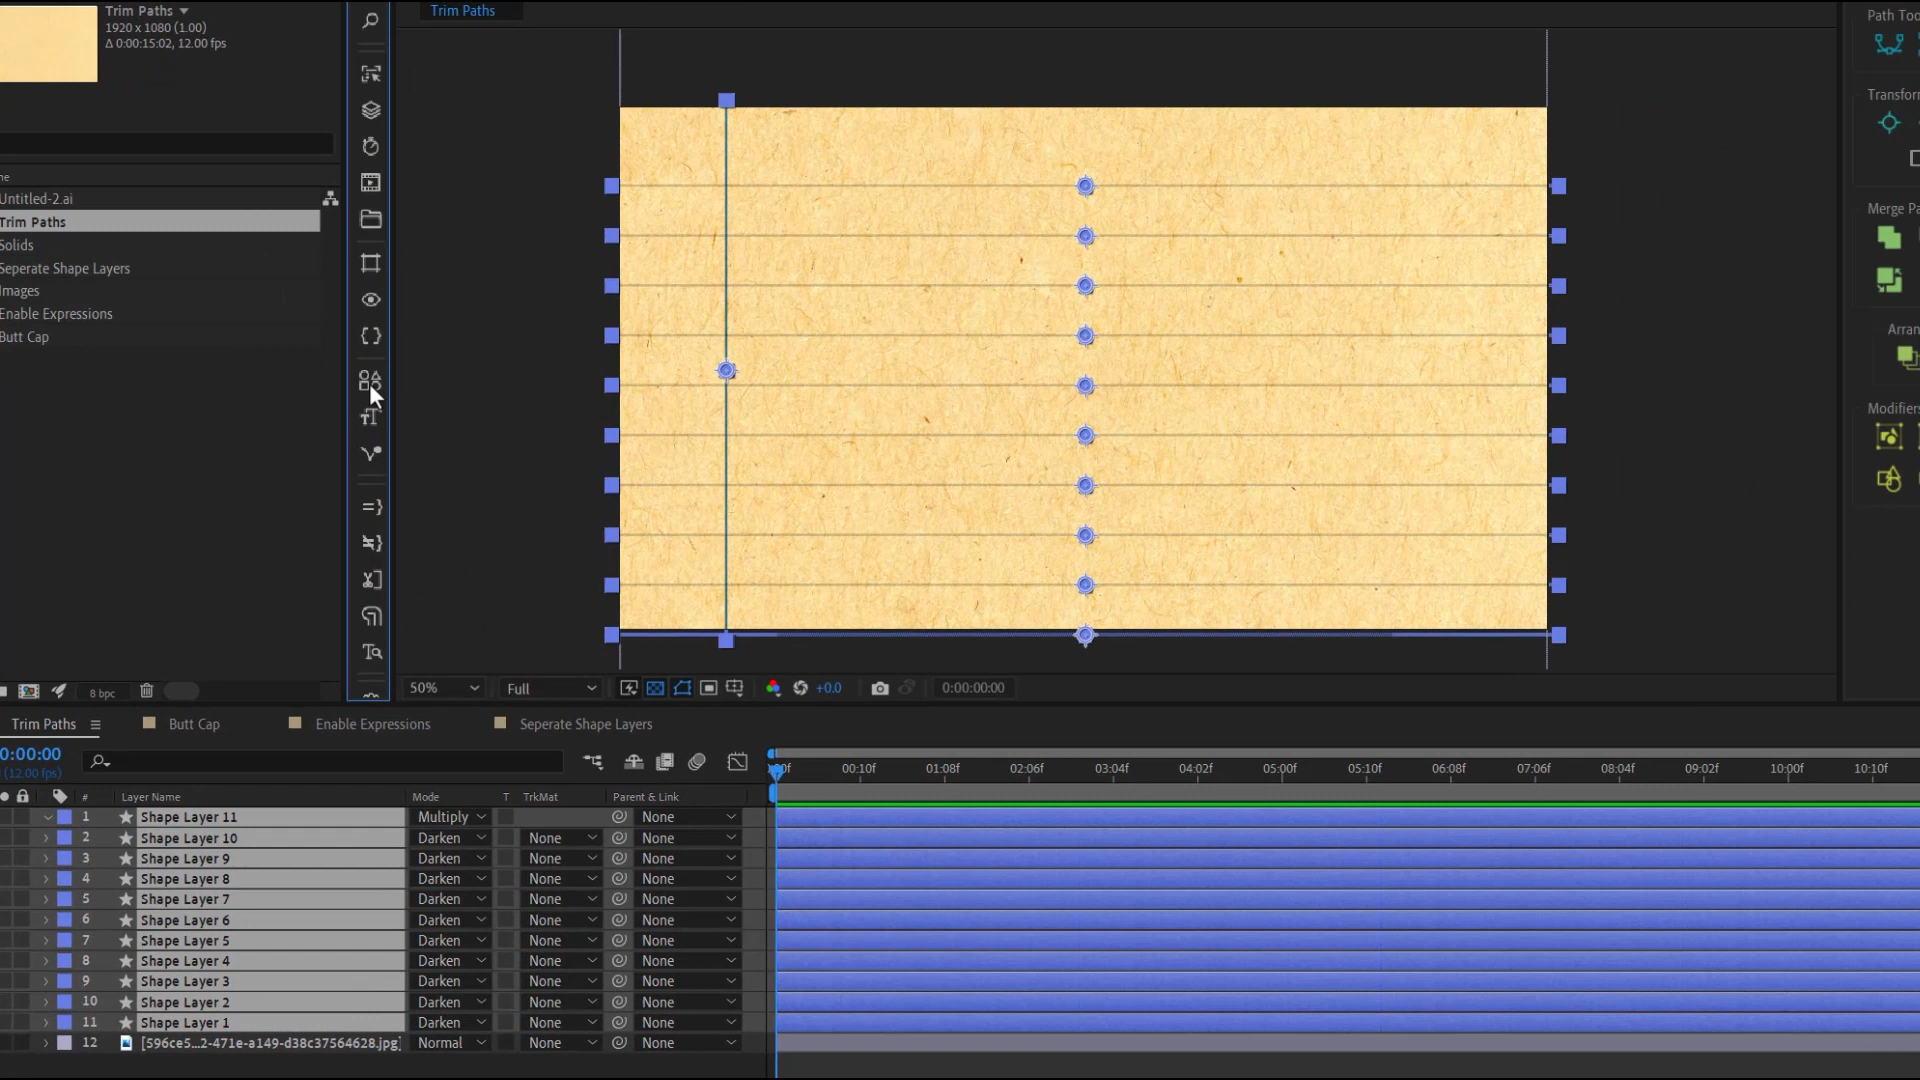 Trim Paths
1920 x 1080 (1.00)
Δ 0:00:15:02, 12.00 fps
Trim Paths
Path Too
Transforn
Merge Pa
Arran
Modifiers
ne
Untitled-2.ai
Trim Paths
Solids
Seperate Shape Layers
Images
Enable Expressions
Butt Cap
8 bpc
50%
Full
+0.0
0:00:00:00
Trim Paths
Butt Cap
Enable Expressions
Seperate Shape Layers
0:00:00
(12.00 fps)
00f 00:10f 01:08f 02:06f 03:04f 04:02f 05:00f 05:10f 06:08f 07:06f 08:04f 09:02f 10:00f 10:10f
# Layer Name Mode T TrkMat Parent & Link
1 Shape Layer 11 Multiply None
2 Shape Layer 10 Darken None None
3 Shape Layer 9 Darken None None
4 Shape Layer 8 Darken None None
5 Shape Layer 7 Darken None None
6 Shape Layer 6 Darken None None
7 Shape Layer 5 Darken None None
8 Shape Layer 4 Darken None None
9 Shape Layer 3 Darken None None
10 Shape Layer 2 Darken None None
11 Shape Layer 1 Darken None None
12 [596ce5...2-471e-a149-d38c37564628.jpg] Normal None None